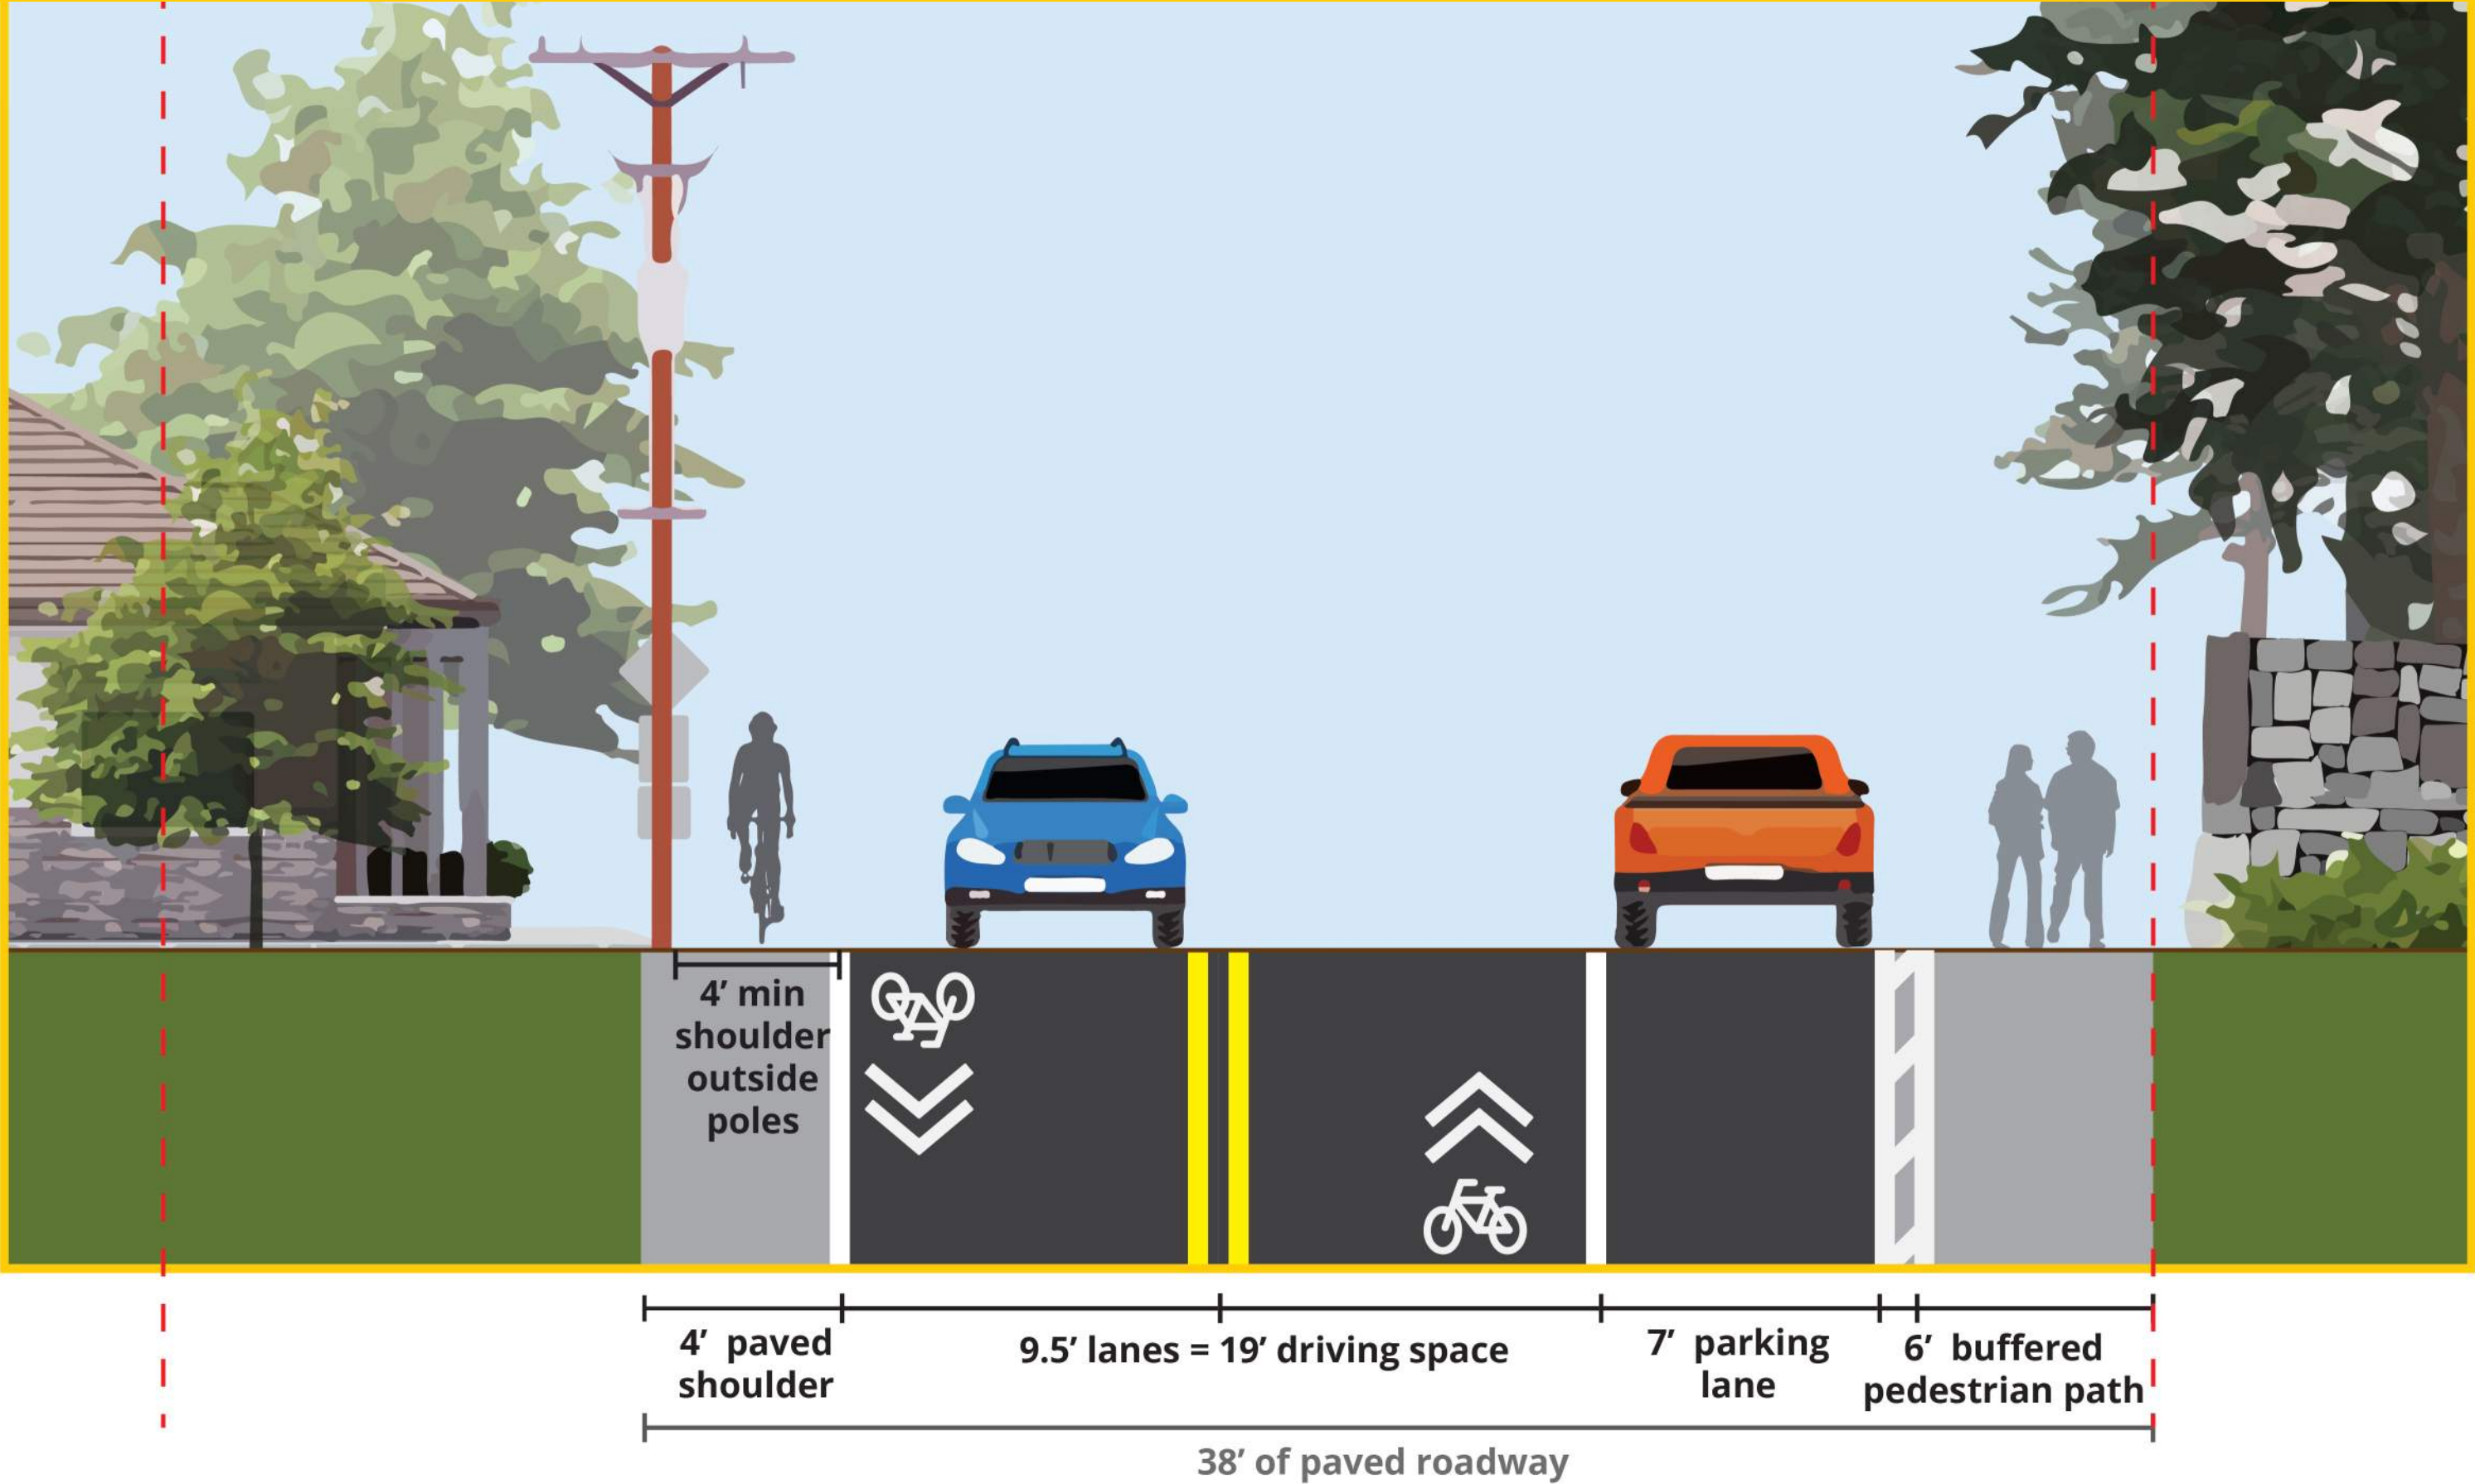 4’ min
shoulder
outside
poles
4’ paved
shoulder
9.5’ lanes = 19’ driving space
7’ parking
lane
6’ buffered
pedestrian path
38’ of paved roadway